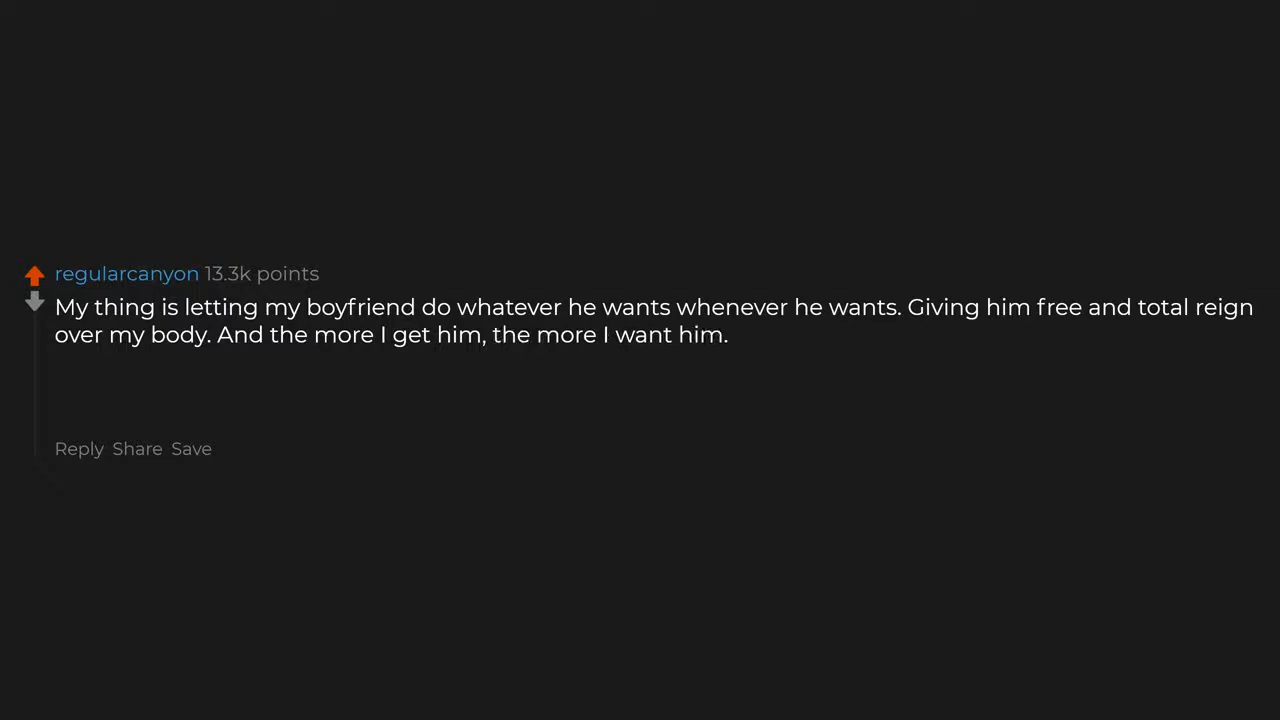 regularcanyon 13.3k points
My thing is letting my boyfriend do whatever he wants whenever he wants. Giving him free and total reign
over my body. And the more I get him, the more I want him.
Reply Share Save